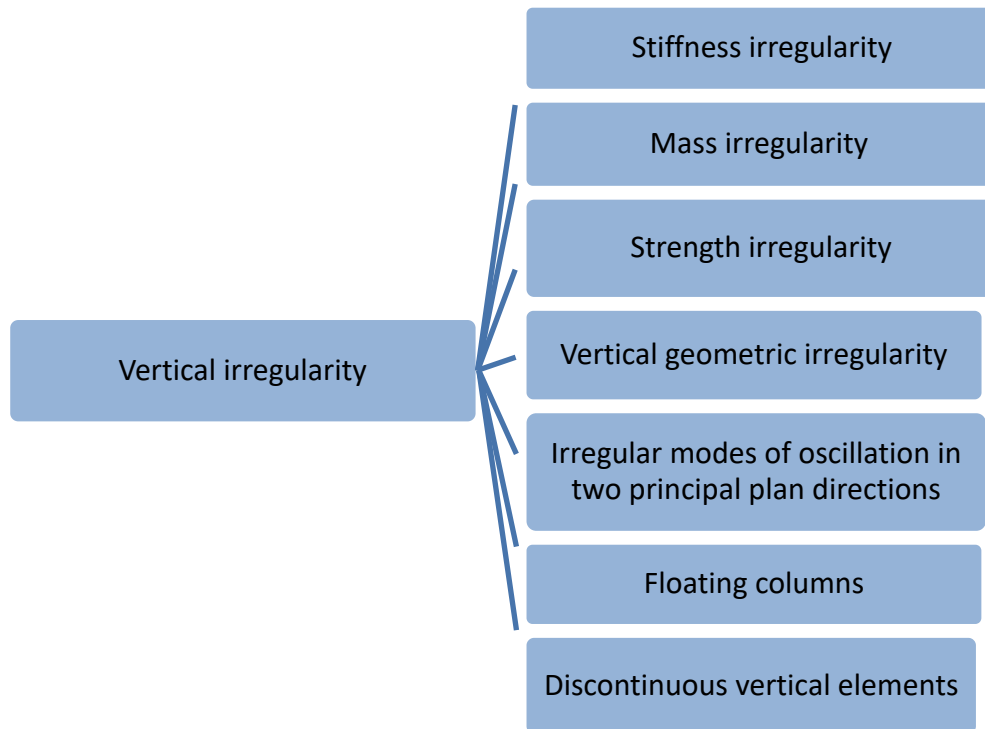 Stiffness irregularity
Mass irregularity
Strength irregularity
Vertical irregularity
Vertical geometric irregularity
Irregular modes of oscillation in
two principal plan directions
Floating columns
Discontinuous vertical elements